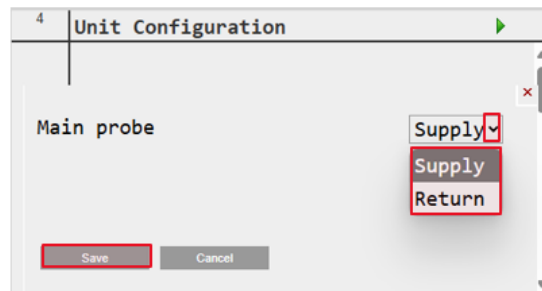 4
Unit Configuration
Main probe
Supply
Supply
Return
Save
Cancel